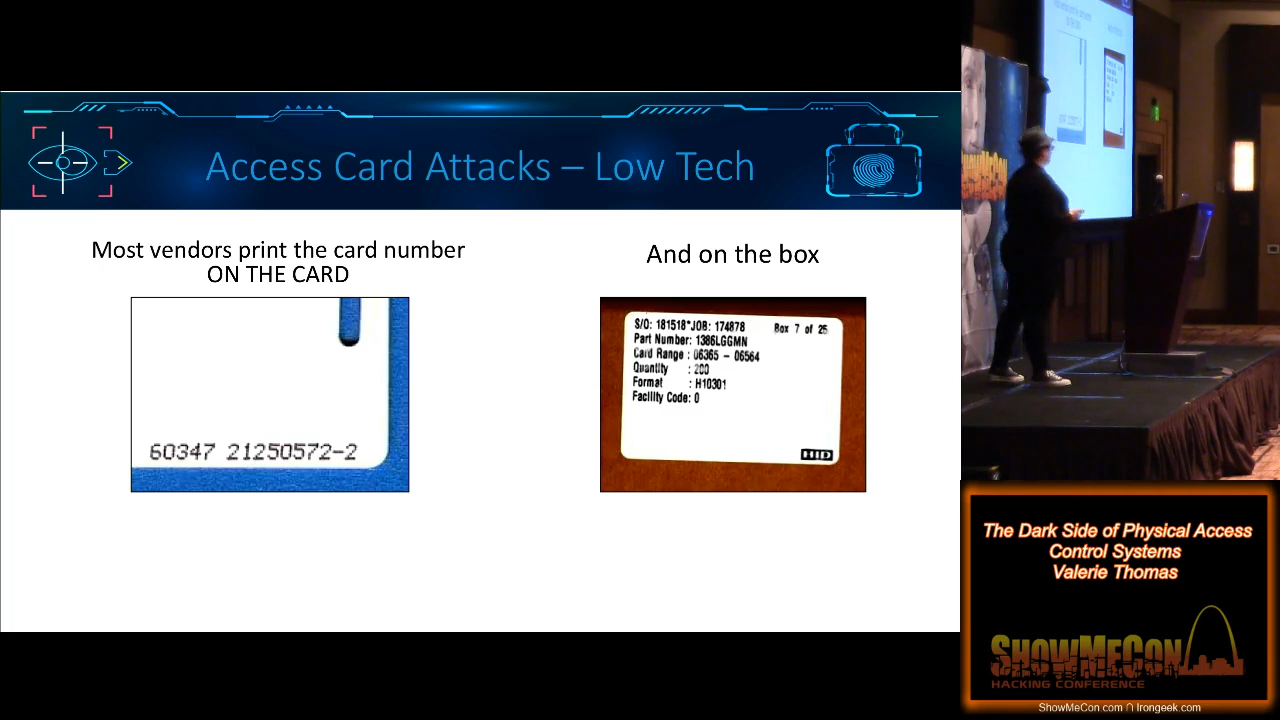 Access Card Attacks – Low Tech
Most vendors print the card number
ON THE CARD
60347 21250572-2
And on the box
S/O: 181518*JOB: 174878 Box 7 of 25
Part Number: 1386LGGMN
Card Range : 06365 - 06564
Quantity : 200
Format : H10301
Facility Code: 0
HID
The Dark Side of Physical Access
Control Systems
Valerie Thomas
SHOWMECON
HACKING CONFERENCE
ShowMeCon.com ∩ Irongeek.com